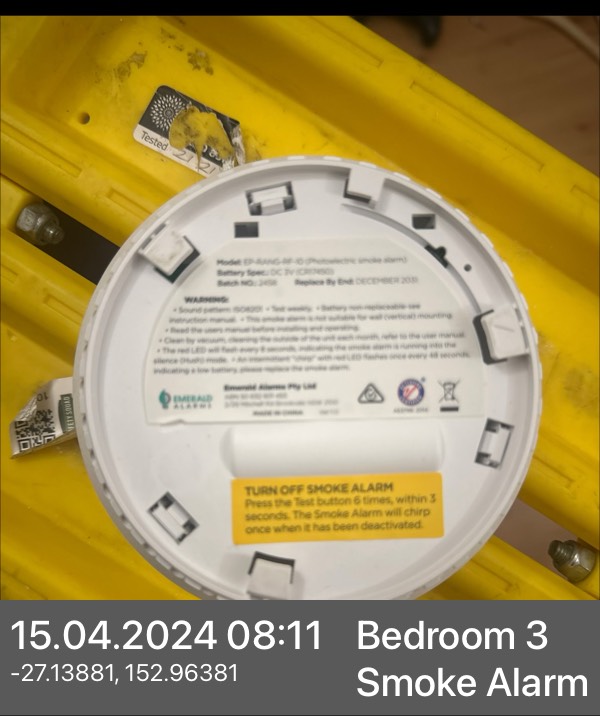 Tested
Model: EP-RANG-RF-10 (Photoelectric smoke alarm)
Battery Spec.: DC 3V (CR17450)
Batch NO.: 2458 Replace By End: DECEMBER 2031
WARNING:
• Sound pattern: ISO8201 • Test weekly. • Battery non-replaceable-see
instruction manual. • This smoke alarm is not suitable for wall (vertical) mounting.
• Read the users manual before installing and operating.
• Clean by vacuum, cleaning the outside of the unit each month, refer to the user manual.
• The red LED will flash every 8 seconds, indicating the smoke alarm is running into the
silence (Hush) mode. • An intermittent "chirp" with red LED flashes once every 48 seconds,
indicating a low battery, please replace the smoke alarm.
EMERALD
ALARMS
Emerald Alarms Pty Ltd
MADE IN CHINA
TURN OFF SMOKE ALARM
Press the Test button 6 times, within 3
seconds. The Smoke Alarm will chirp
once when it has been deactivated.
15.04.2024 08:11
-27.13881, 152.96381
Bedroom 3
Smoke Alarm